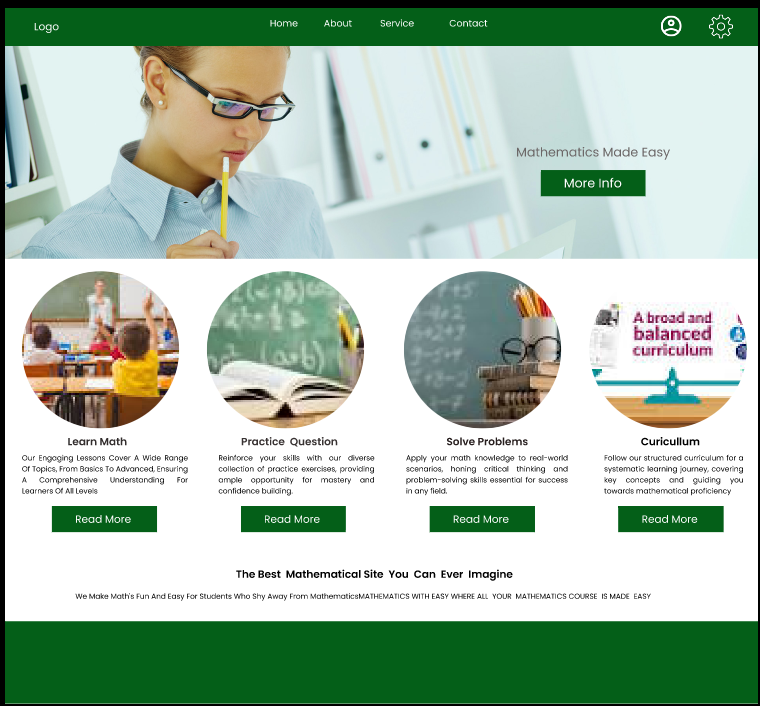 Logo
Home About Service Contact
Mathematics Made Easy
More Info
A broad and
balanced
curriculum
Learn Math
Our Engaging Lessons Cover A Wide Range
Of Topics, From Basics To Advanced, Ensuring
A Comprehensive Understanding For
Learners Of All Levels
Read More
Practice Question
Reinforce your skills with our diverse
collection of practice exercises, providing
ample opportunity for mastery and
confidence building.
Read More
Solve Problems
Apply your math knowledge to real-world
scenarios, honing critical thinking and
problem-solving skills essential for success
in any field.
Read More
Curicullum
Follow our structured curriculum for a
systematic learning journey, covering
key concepts and guiding you
towards mathematical proficiency
Read More
The Best Mathematical Site You Can Ever Imagine
We Make Math's Fun And Easy For Students Who Shy Away From MathematicsMATHEMATICS WITH EASY WHERE ALL YOUR MATHEMATICS COURSE IS MADE EASY